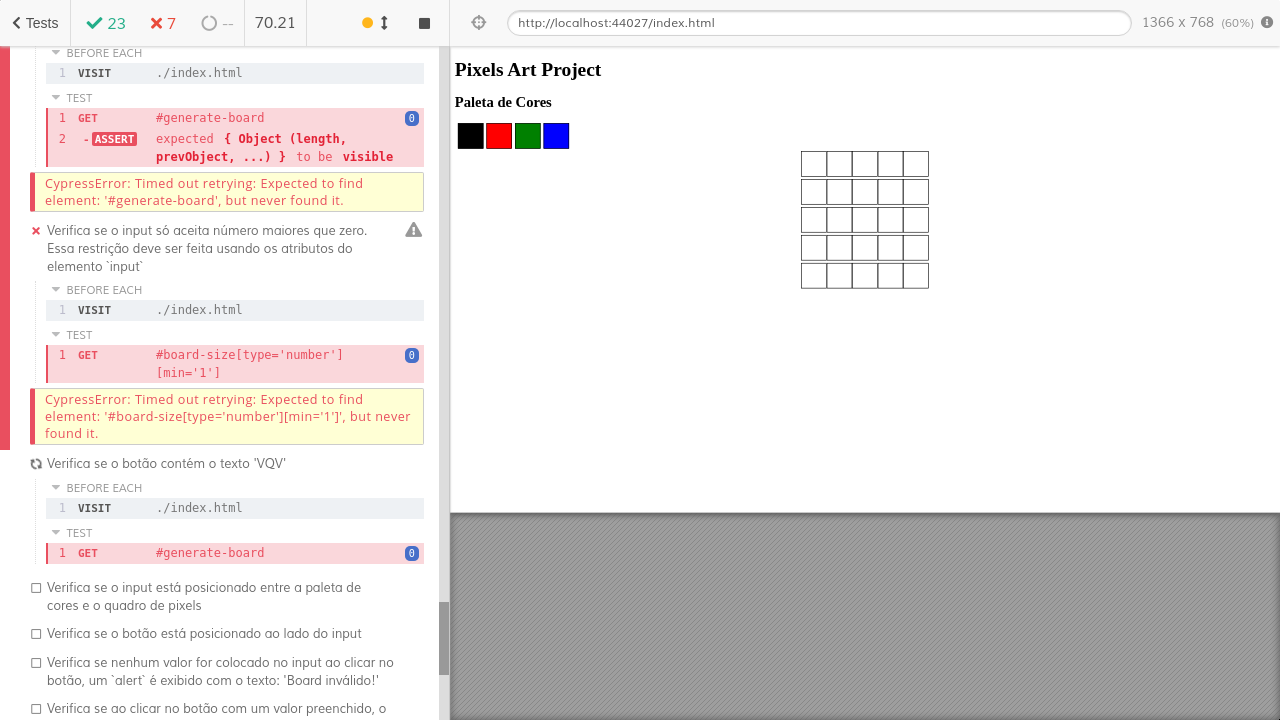 Tests 23 7 -- 70.21
http://localhost:44027/index.html 1366 x 768 (60%)
BEFORE EACH
1 VISIT ./index.html
TEST
1 GET #generate-board 0
2 -ASSERT expected { Object (length,
prevObject, ...) } to be visible
CypressError: Timed out retrying: Expected to find
element: '#generate-board', but never found it.
Verifica se o input só aceita número maiores que zero.
Essa restrição deve ser feita usando os atributos do
elemento `input`
BEFORE EACH
1 VISIT ./index.html
TEST
1 GET #board-size[type='number'] 0
[min='1']
CypressError: Timed out retrying: Expected to find
element: '#board-size[type='number'][min='1']', but never
found it.
Verifica se o botão contém o texto 'VQV'
BEFORE EACH
1 VISIT ./index.html
TEST
1 GET #generate-board 0
Verifica se o input está posicionado entre a paleta de
cores e o quadro de pixels
Verifica se o botão está posicionado ao lado do input
Verifica se nenhum valor for colocado no input ao clicar no
botão, um `alert` é exibido com o texto: 'Board inválido!'
Verifica se ao clicar no botão com um valor preenchido, o
Pixels Art Project
Paleta de Cores